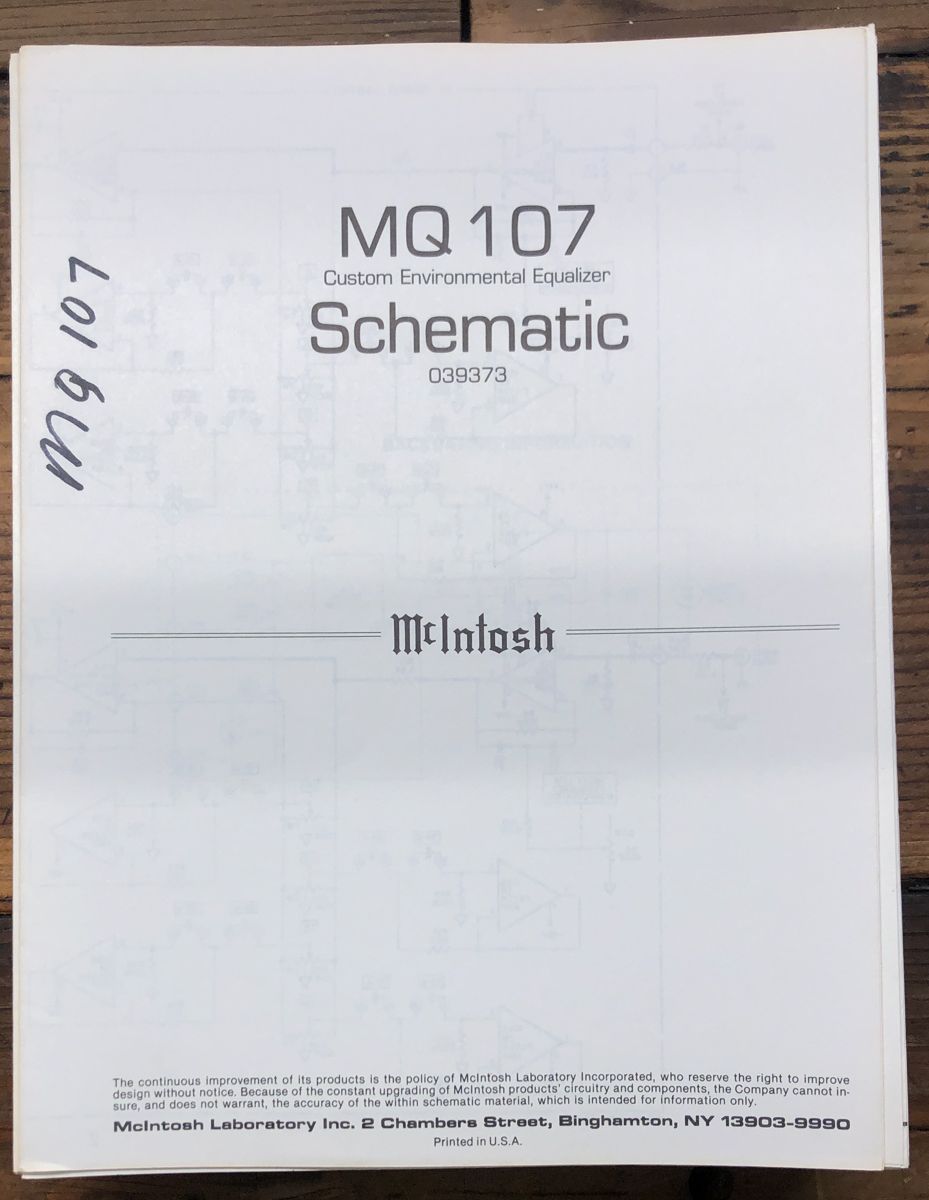 MQ 107
Custom Environmental Equalizer
Schematic
039373
MQ 107
McIntosh
The continuous improvement of its products is the policy of McIntosh Laboratory Incorporated, who reserve the right to improve
design without notice. Because of the constant upgrading of McIntosh products' circuitry and components, the Company cannot in-
sure, and does not warrant, the accuracy of the within schematic material, which is intended for information only.
McIntosh Laboratory Inc. 2 Chambers Street, Binghamton, NY 13903-9990
Printed in U.S.A.